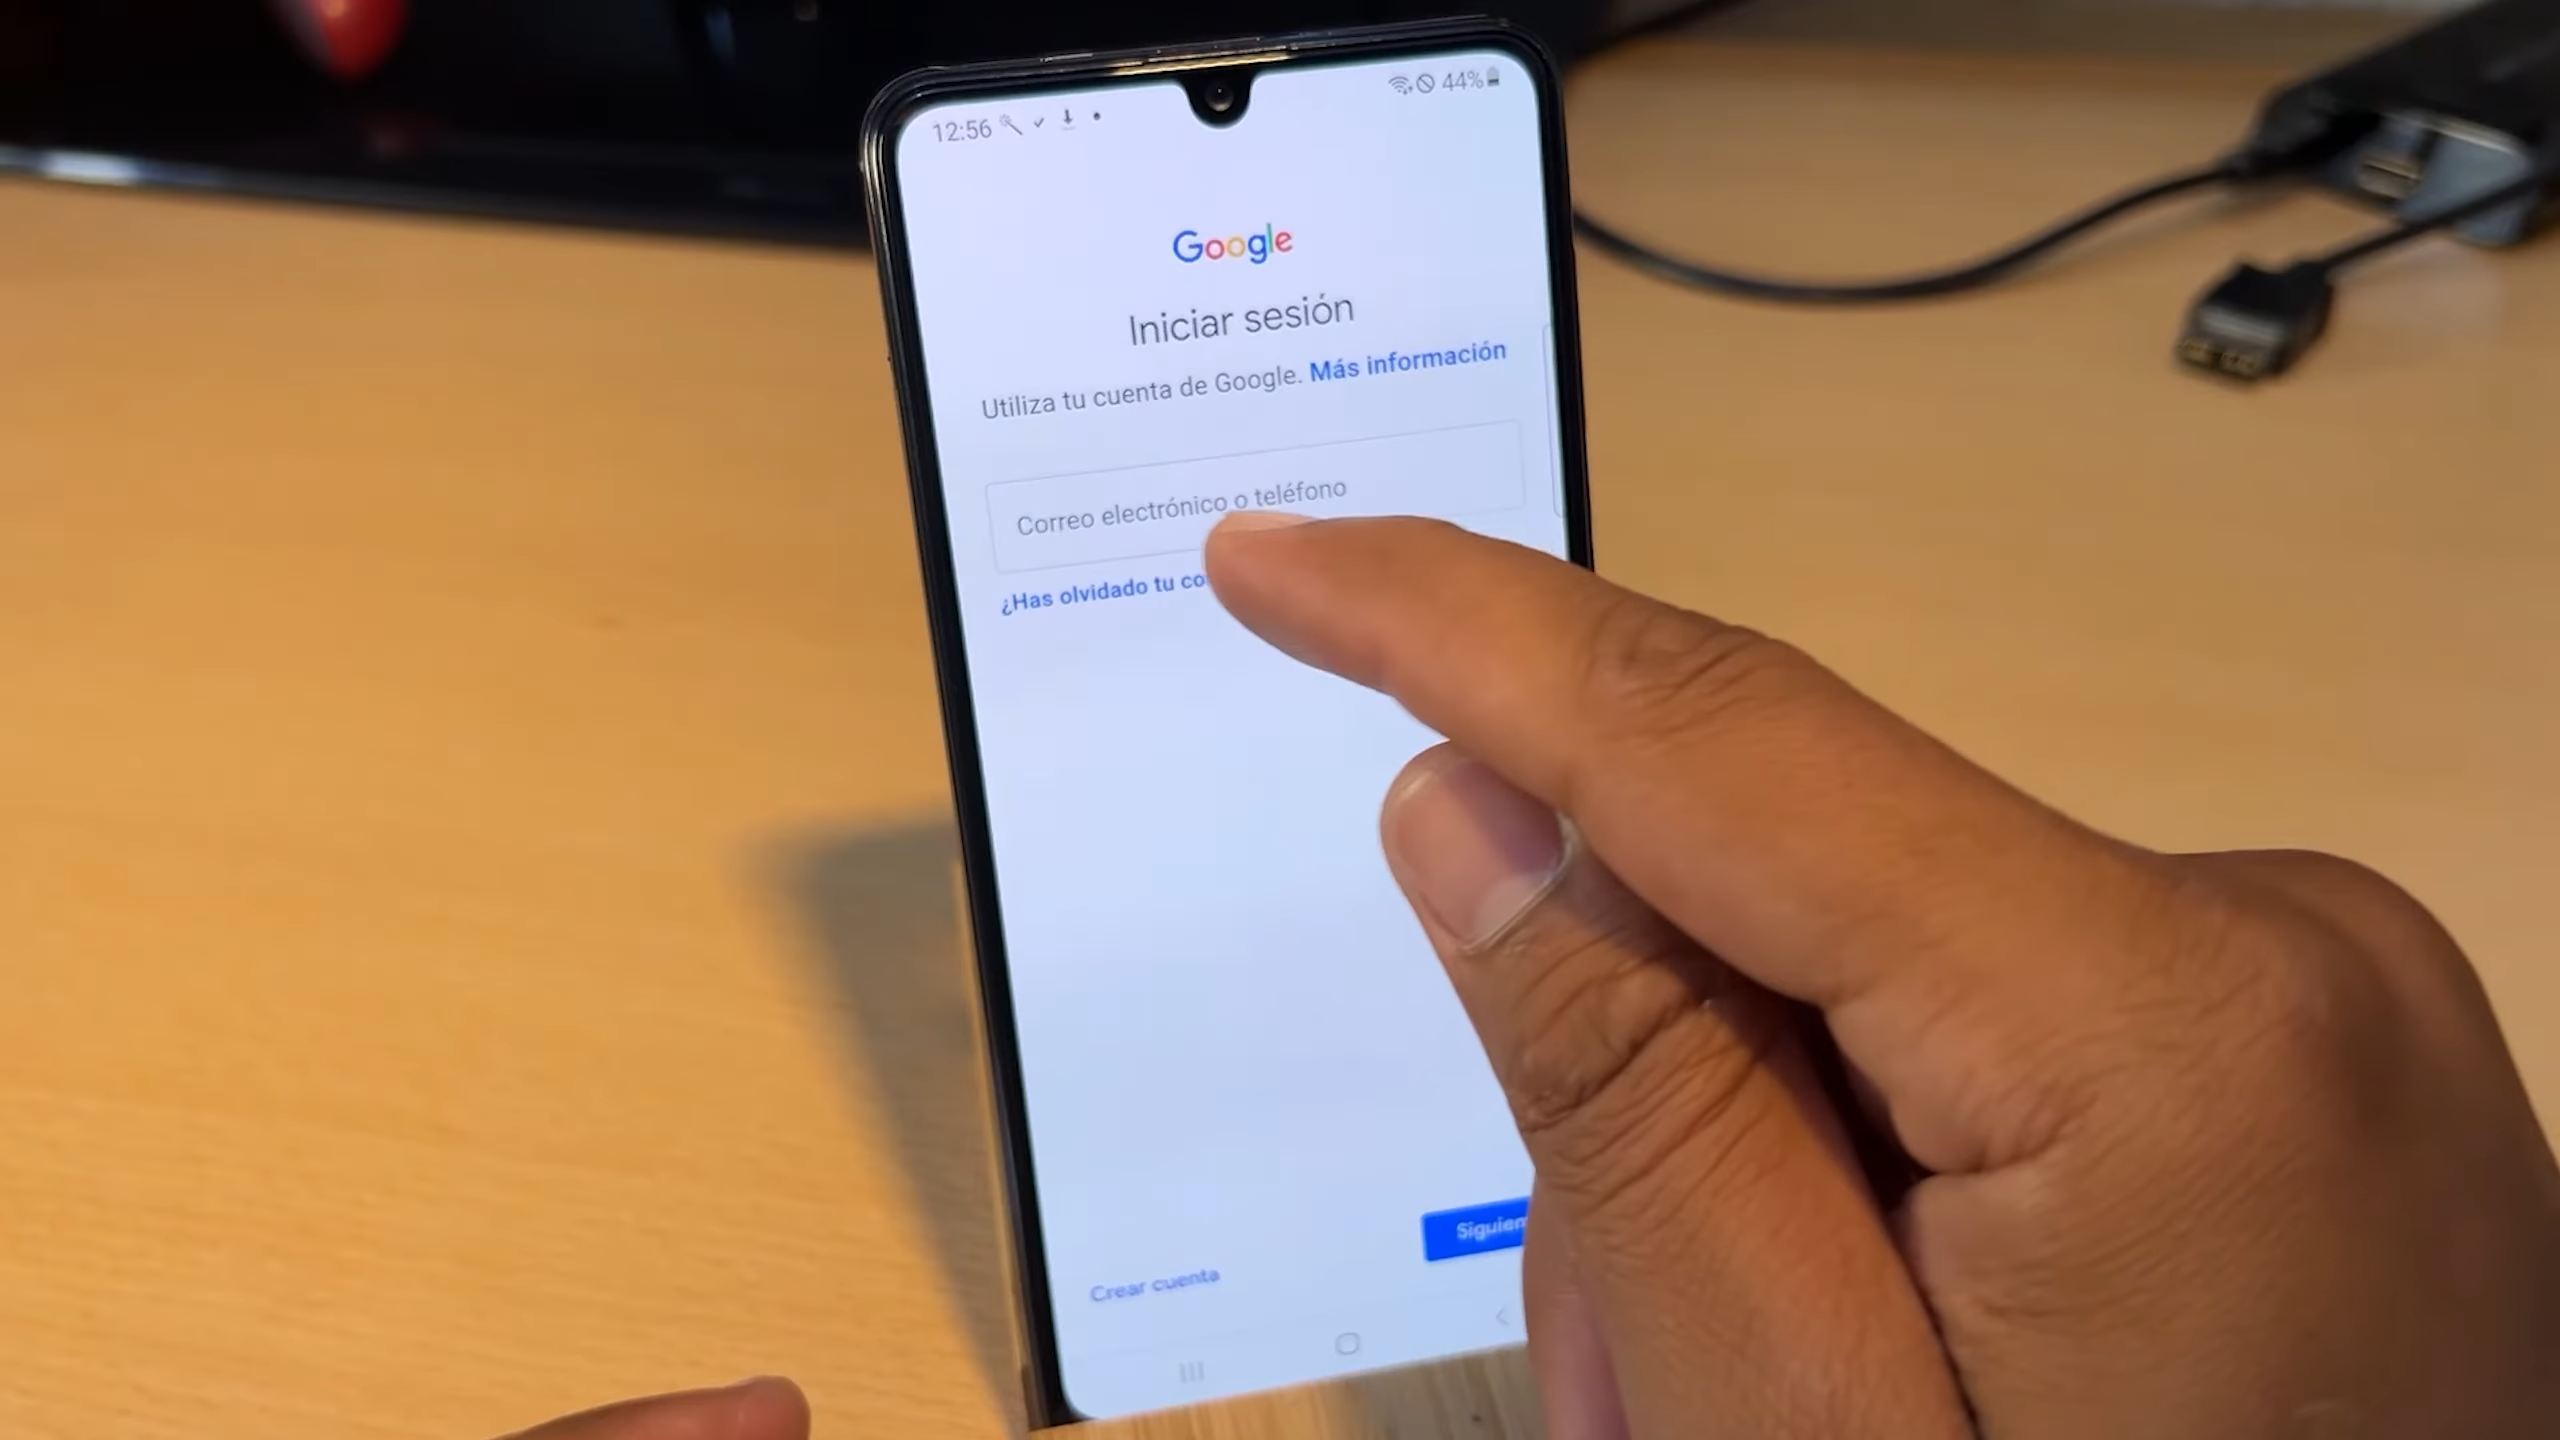 12:56
44%
Google
Iniciar sesión
Utiliza tu cuenta de Google. Más información
Correo electrónico o teléfono
¿Has olvidado tu co
Siguien
Crear cuenta